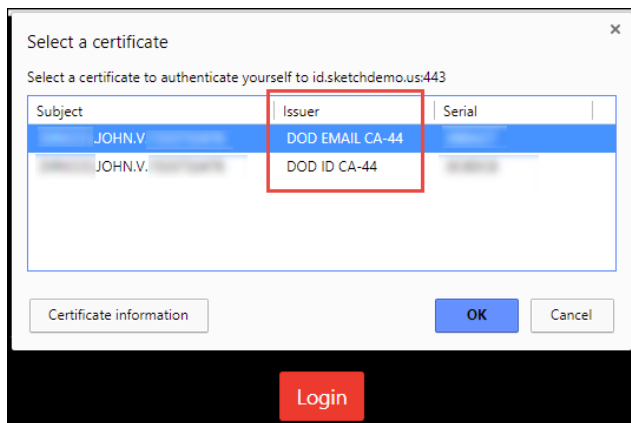 Select a certificate
Select a certificate to authenticate yourself to id.sketchdemo.us:443
Subject Issuer Serial
.JOHN.V. DOD EMAIL CA-44
JOHN.V. DOD ID CA-44
Certificate information OK Cancel
Login